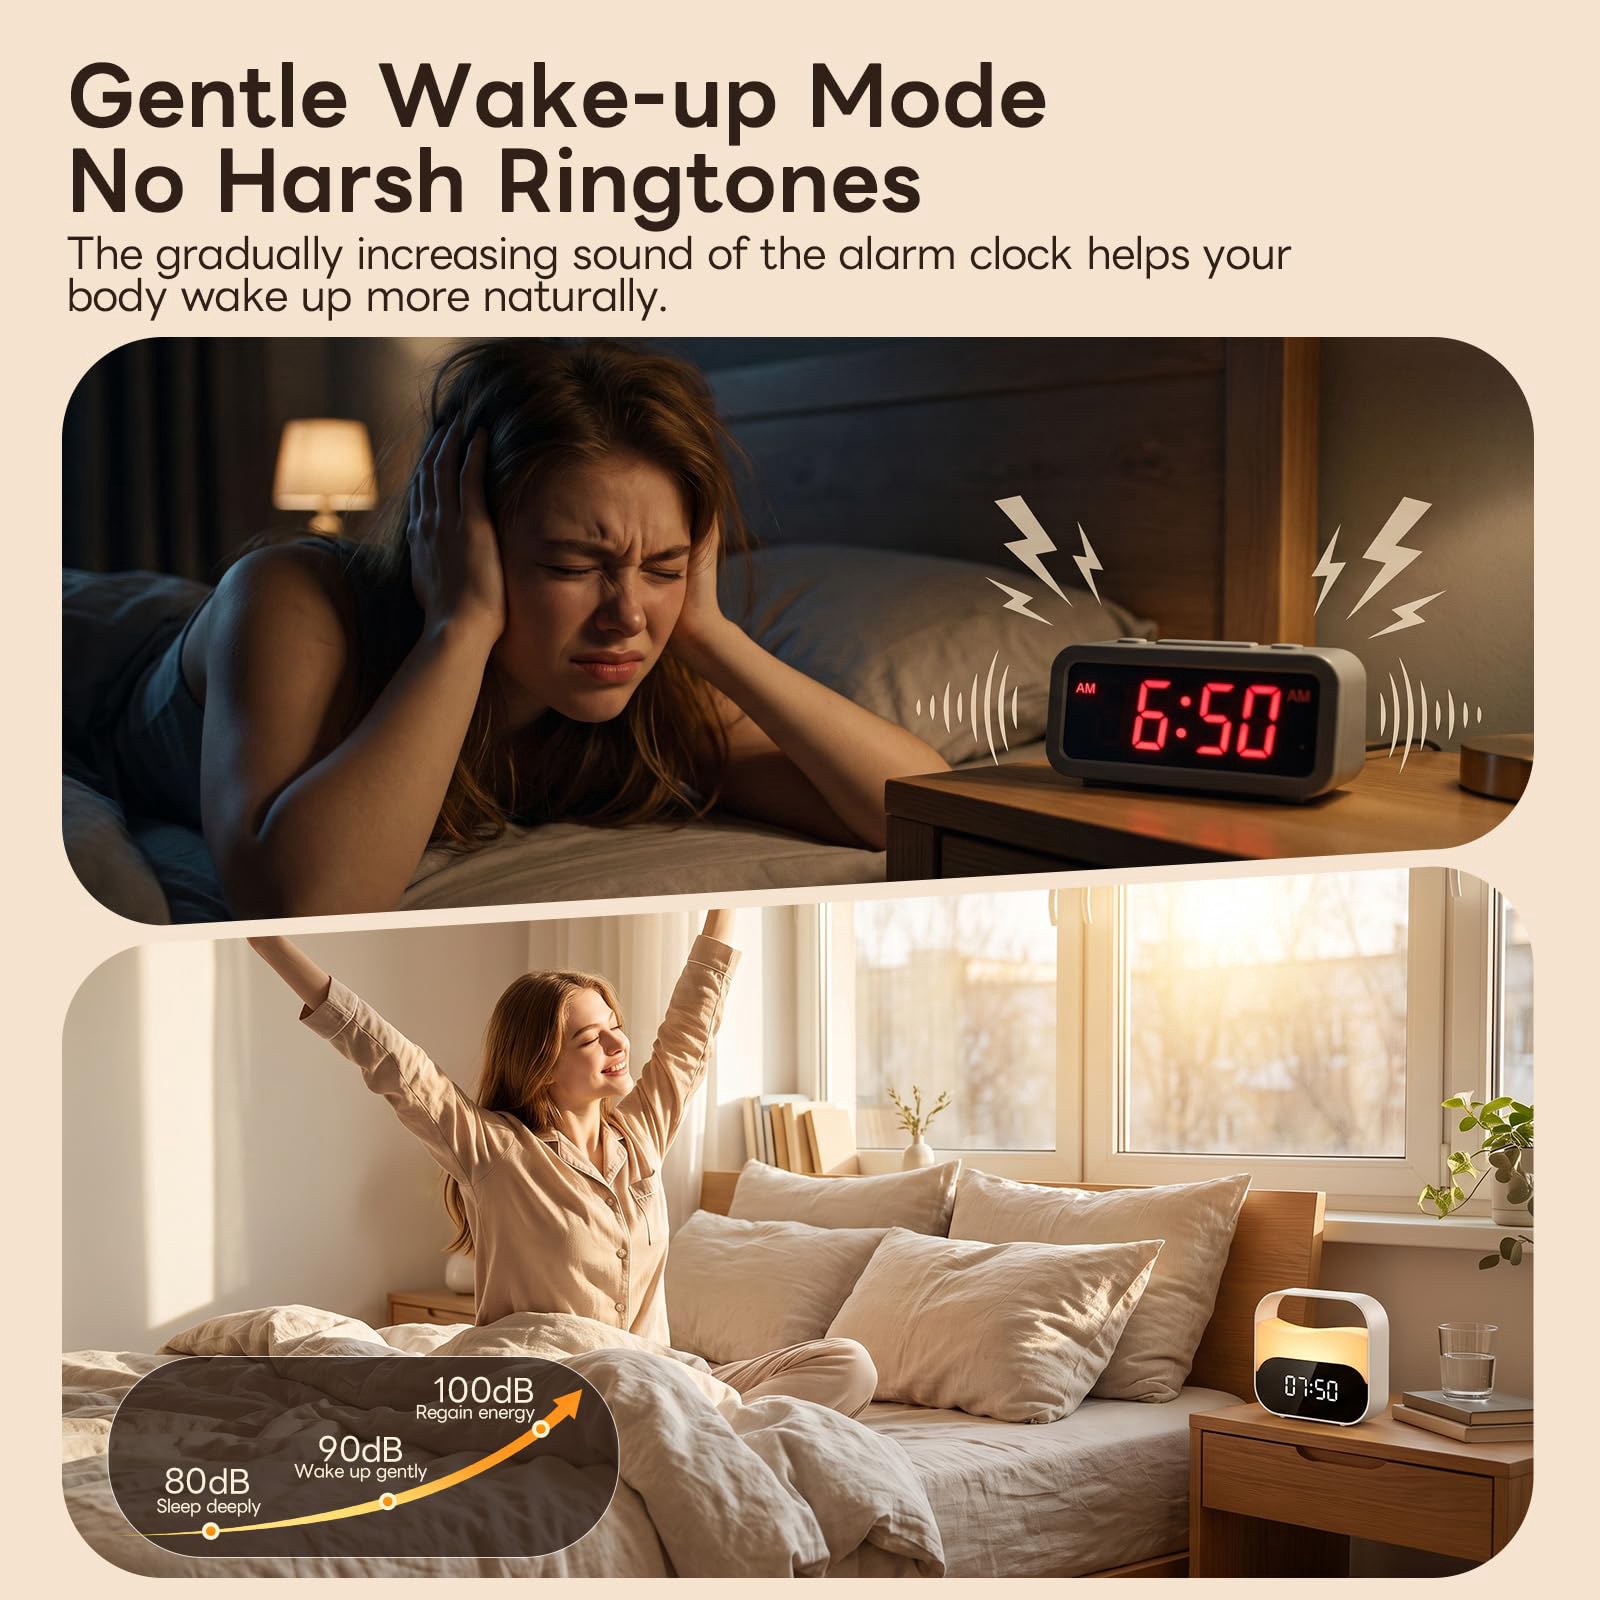 Gentle Wake-up Mode
No Harsh Ringtones
The gradually increasing sound of the alarm clock helps your
body wake up more naturally.
AM 6:50 AM
07:50
100dB
Regain energy
90dB
Wake up gently
80dB
Sleep deeply